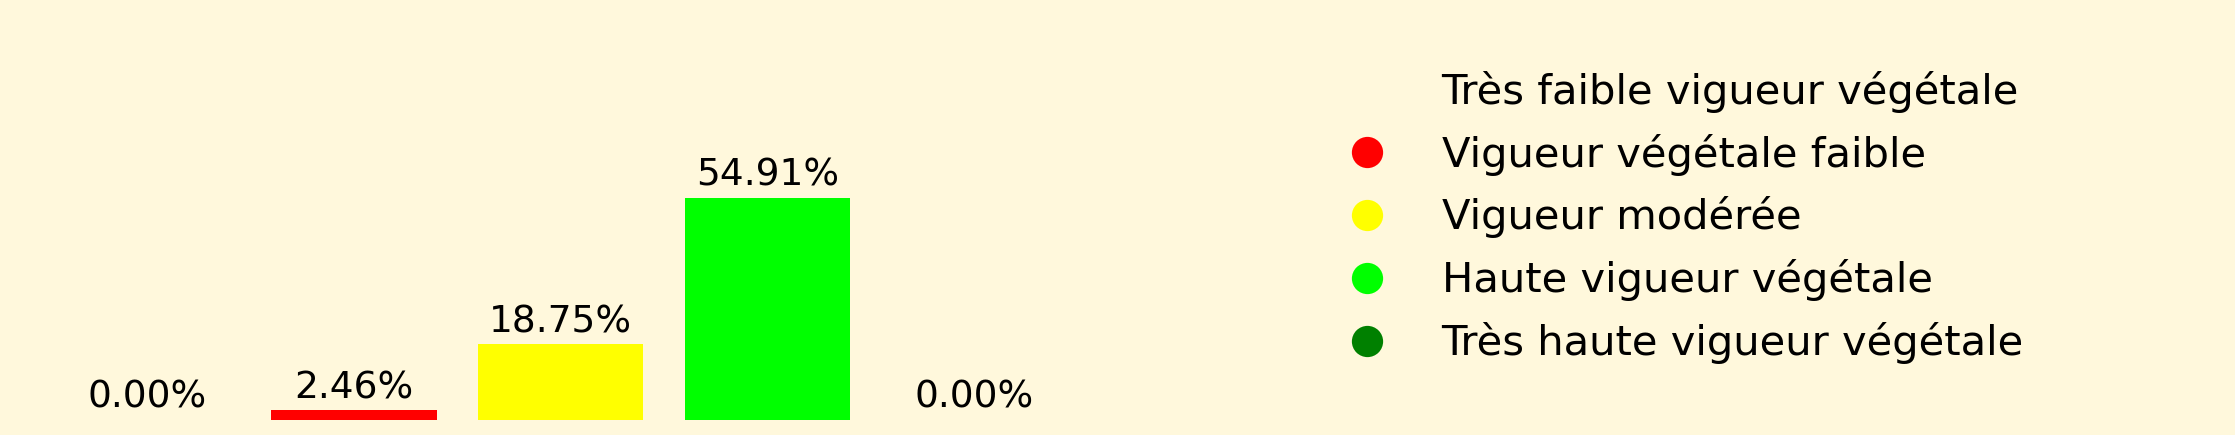 0.00%
2.46%
18.75%
54.91%
0.00%
Très faible vigueur végétale
Vigueur végétale faible
Vigueur modérée
Haute vigueur végétale
Très haute vigueur végétale